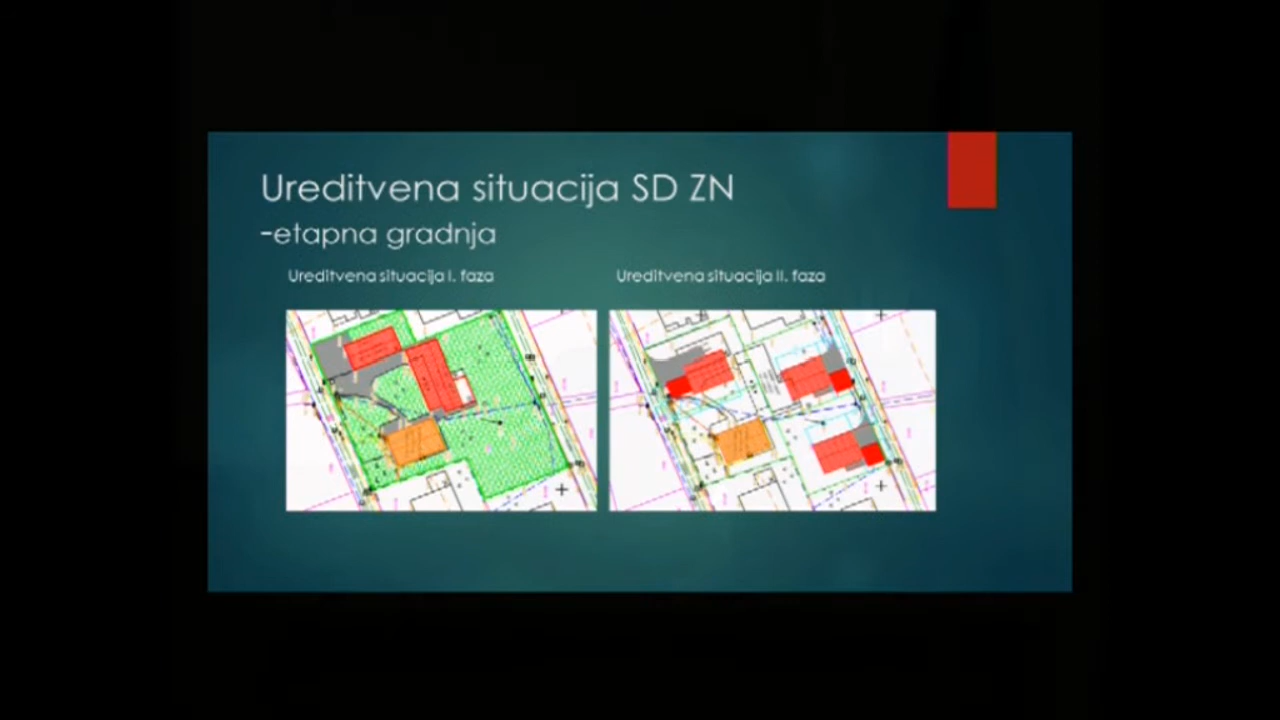 Ureditvena situacija SD ZN
-etapna gradnja
Ureditvena situacija I. faza
Ureditvena situacija II. faza